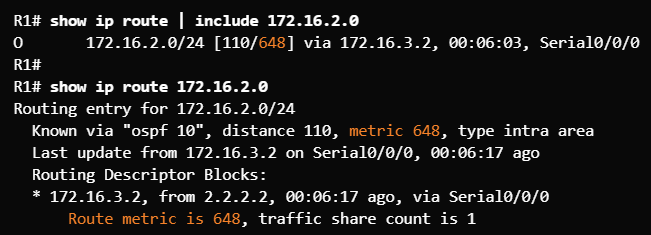 R1# show ip route | include 172.16.2.0
O 172.16.2.0/24 [110/648] via 172.16.3.2, 00:06:03, Serial0/0/0
R1#
R1# show ip route 172.16.2.0
Routing entry for 172.16.2.0/24
Known via "ospf 10", distance 110, metric 648, type intra area
Last update from 172.16.3.2 on Serial0/0/0, 00:06:17 ago
Routing Descriptor Blocks:
* 172.16.3.2, from 2.2.2.2, 00:06:17 ago, via Serial0/0/0
Route metric is 648, traffic share count is 1